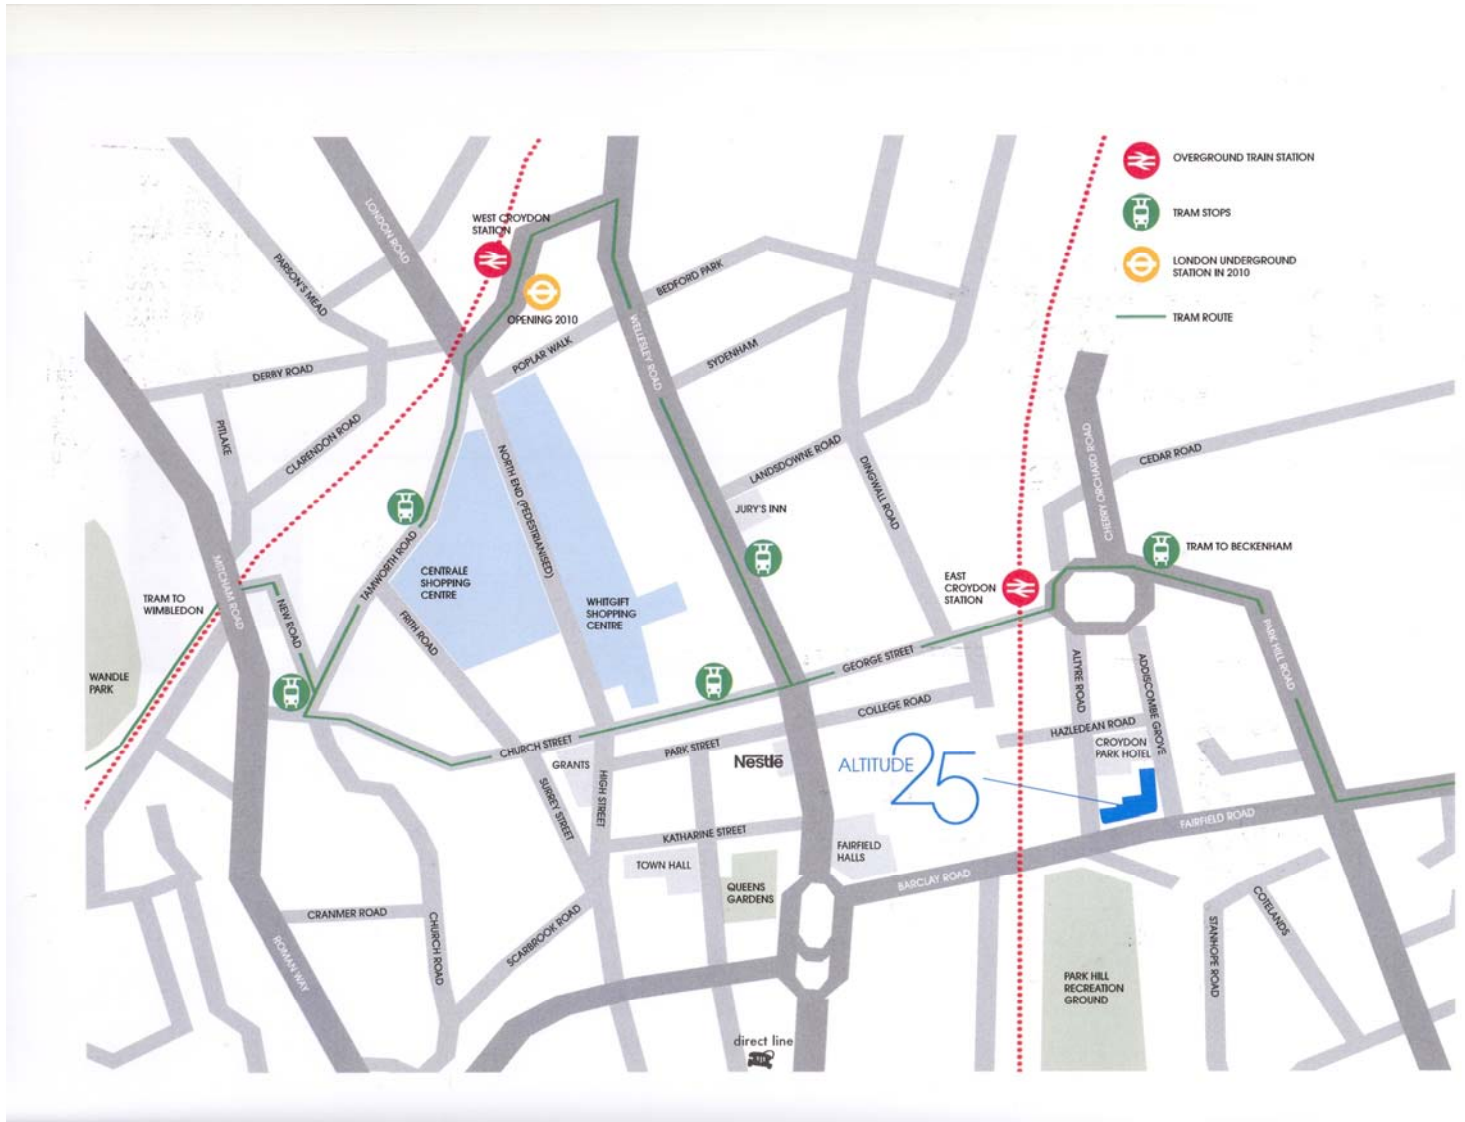 OVERGROUND TRAIN STATION
TRAM STOPS
LONDON UNDERGROUND
STATION IN 2010
TRAM ROUTE
WEST CROYDON
STATION
LONDON ROAD
PARSON'S MEAD
OPENING 2010
BEDFORD PARK
POPLAR WALK
WELLESLEY ROAD
SYDENHAM
DERBY ROAD
PITLAKE
CLARENDON ROAD
NORTH END (PEDESTRIANISED)
LANDSDOWNE ROAD
DINGWALL ROAD
CHERRY ORCHARD ROAD
CEDAR ROAD
JURY'S INN
TRAM TO BECKENHAM
MITCHAM ROAD
TAMWORTH ROAD
CENTRALE
SHOPPING
CENTRE
EAST
CROYDON
STATION
TRAM TO
WIMBLEDON
NEW ROAD
FRITH ROAD
WHITGIFT
SHOPPING
CENTRE
WANDLE
PARK
GEORGE STREET
ALTYRE ROAD
ADDISCOMBE GROVE
PARK HILL ROAD
COLLEGE ROAD
HAZLEDEAN ROAD
CHURCH STREET
PARK STREET
CROYDON
PARK HOTEL
GRANTS
Nestlé
ALTITUDE 25
SURREY STREET
HIGH STREET
KATHARINE STREET
FAIRFIELD ROAD
FAIRFIELD
HALLS
TOWN HALL
BARCLAY ROAD
QUEENS
GARDENS
CRANMER ROAD
CHURCH ROAD
SCARBROOK ROAD
ROMAN WAY
STANHOPE ROAD
COTELANDS
PARK HILL
RECREATION
GROUND
direct line